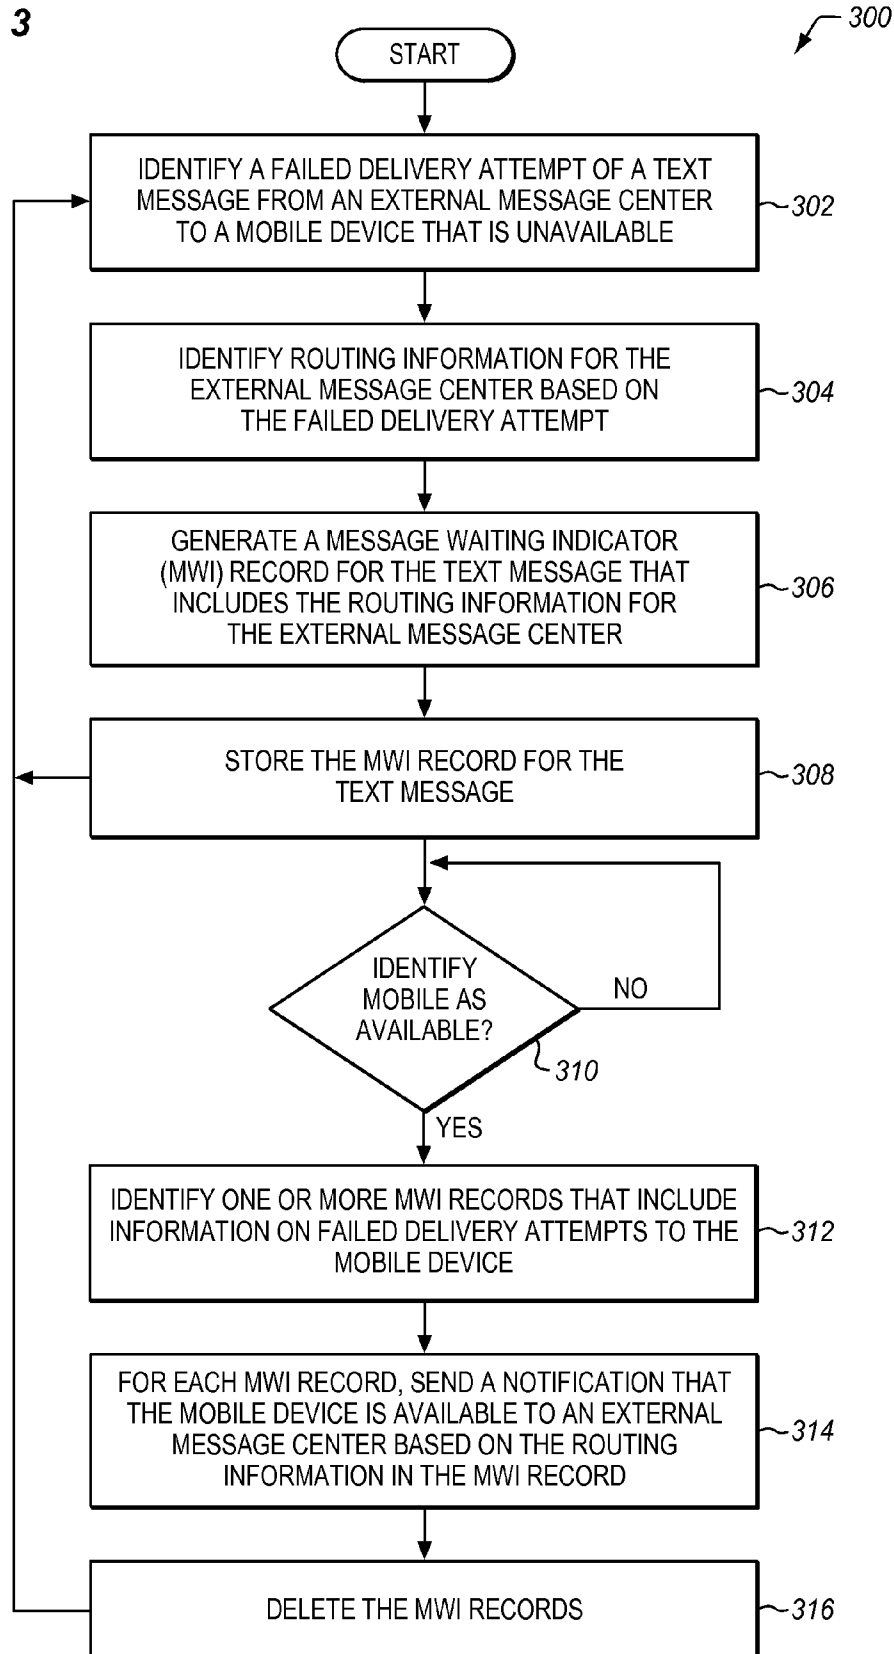 3
300
START
IDENTIFY A FAILED DELIVERY ATTEMPT OF A TEXT
MESSAGE FROM AN EXTERNAL MESSAGE CENTER
TO A MOBILE DEVICE THAT IS UNAVAILABLE
302
IDENTIFY ROUTING INFORMATION FOR THE
EXTERNAL MESSAGE CENTER BASED ON
THE FAILED DELIVERY ATTEMPT
304
GENERATE A MESSAGE WAITING INDICATOR
(MWI) RECORD FOR THE TEXT MESSAGE THAT
INCLUDES THE ROUTING INFORMATION FOR
THE EXTERNAL MESSAGE CENTER
306
STORE THE MWI RECORD FOR THE
TEXT MESSAGE
308
IDENTIFY
MOBILE AS
AVAILABLE?
NO
310
YES
IDENTIFY ONE OR MORE MWI RECORDS THAT INCLUDE
INFORMATION ON FAILED DELIVERY ATTEMPTS TO THE
MOBILE DEVICE
312
FOR EACH MWI RECORD, SEND A NOTIFICATION THAT
THE MOBILE DEVICE IS AVAILABLE TO AN EXTERNAL
MESSAGE CENTER BASED ON THE ROUTING
INFORMATION IN THE MWI RECORD
314
DELETE THE MWI RECORDS
316